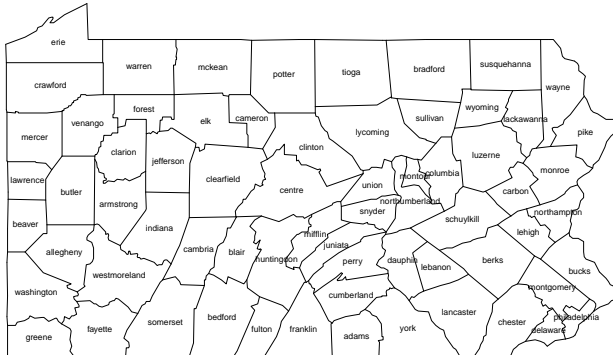 erie
warren
mckean
potter
tioga
bradford
susquehanna
wayne
crawford
forest
elk
cameron
wyoming
lackawanna
mercer
venango
clarion
jefferson
clinton
lycoming
sullivan
luzerne
pike
monroe
lawrence
butler
armstrong
clearfield
centre
union
montour
columbia
carbon
northampton
beaver
indiana
snyder
northumberland
schuylkill
lehigh
allegheny
cambria
blair
huntingdon
mifflin
juniata
perry
dauphin
lebanon
berks
bucks
washington
westmoreland
cumberland
montgomery
greene
fayette
somerset
bedford
fulton
franklin
adams
york
lancaster
chester
delaware
philadelphia